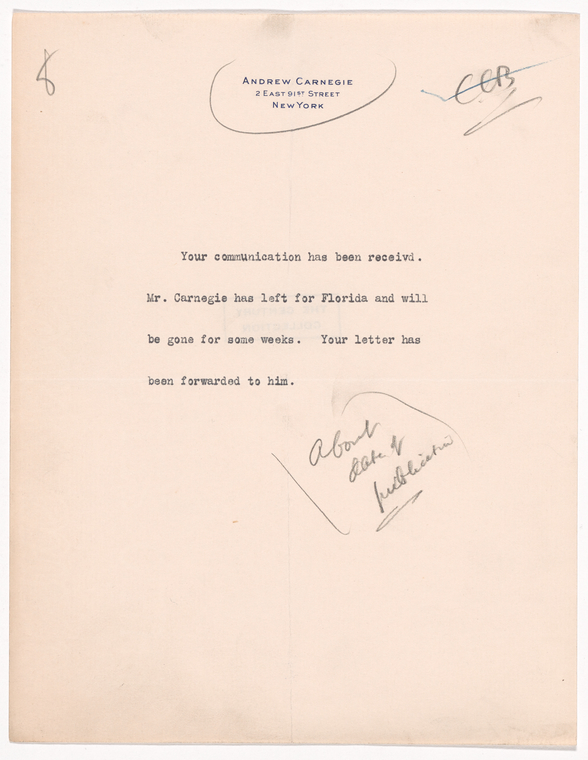 8
ANDREW CARNEGIE
2 EAST 91ST STREET
NEW YORK
CCB
Your communication has been receivd.
Mr. Carnegie has left for Florida and will
be gone for some weeks. Your letter has
been forwarded to him.
About
date of
publication